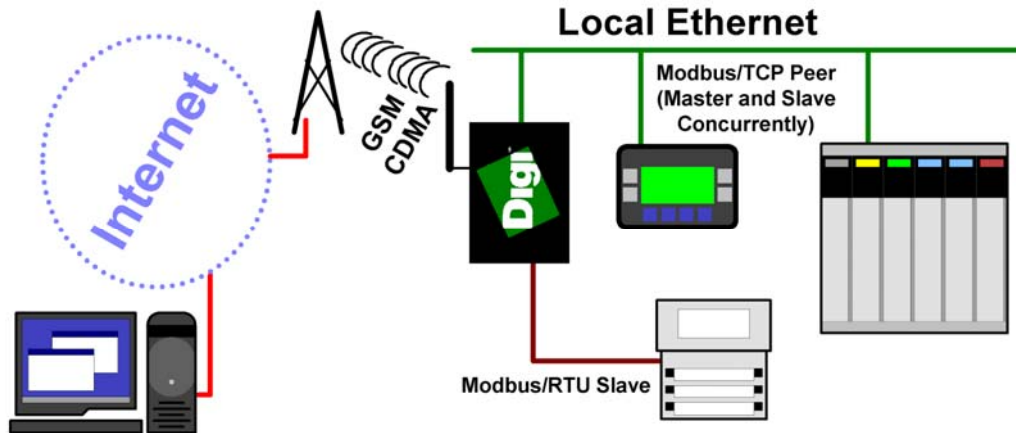 Local Ethernet
Internet
GSM
CDMA
Modbus/TCP Peer
(Master and Slave
Concurrently)
Digi
Modbus/RTU Slave